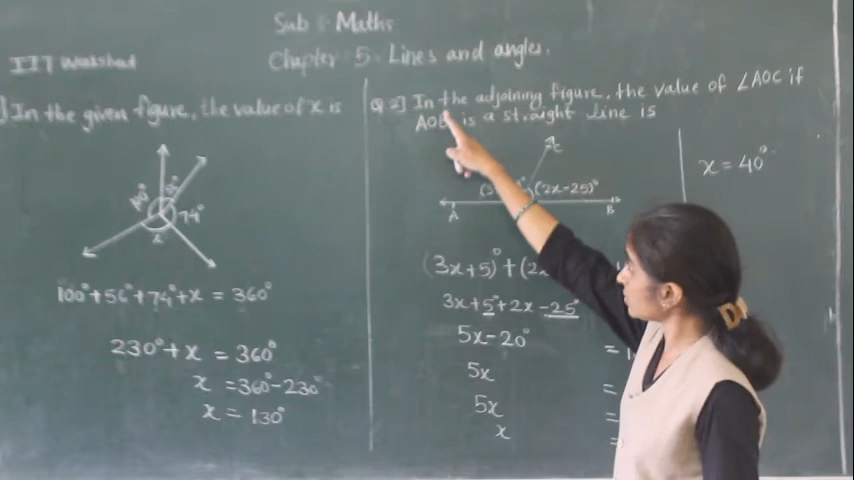 Sub : Maths
Chapter 5. Lines and angles.
IIT Worksheet
] In the given figure, the value of x is
74°
x
100° + 56° + 74° + x = 360°
230° + x = 360°
x = 360° - 230°
x = 130°
Q 2] In the adjoining figure, the value of ∠AOC if
AOB is a straight line is
C
(2x-25)°
A B
(3x+5)° + (2x
3x + 5 + 2x - 25°
5x - 20° =
5x =
5x =
x =
x = 40°